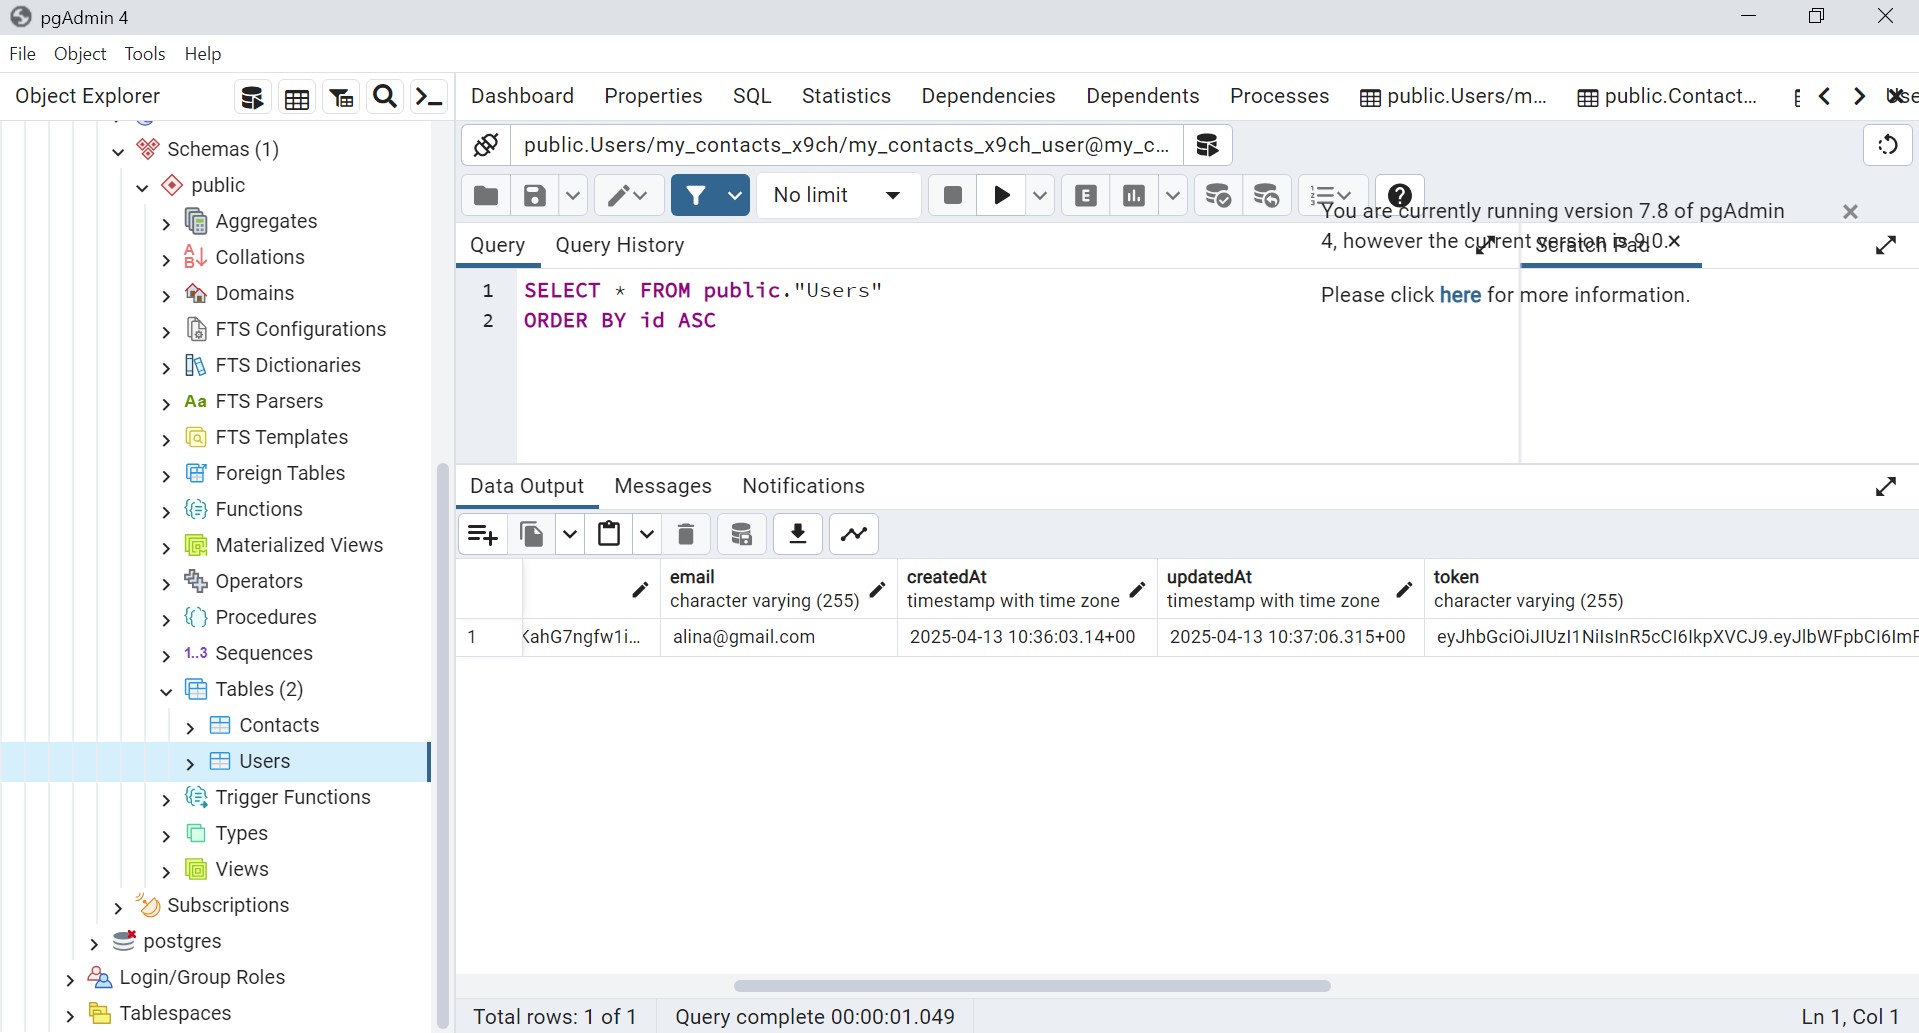 pgAdmin 4
File Object Tools Help
Object Explorer
Dashboard Properties SQL Statistics Dependencies Dependents Processes public.Users/m... public.Contact...
public.Users/my_contacts_x9ch/my_contacts_x9ch_user@my_c...
No limit
You are currently running version 7.8 of pgAdmin
4, however the current version is 9.0.
Please click here for more information.
Query Query History
Scratch Pad
1 SELECT * FROM public."Users"
2 ORDER BY id ASC
Schemas (1)
public
Aggregates
Collations
Domains
FTS Configurations
FTS Dictionaries
Aa FTS Parsers
FTS Templates
Foreign Tables
Functions
Materialized Views
Operators
Procedures
1..3 Sequences
Tables (2)
Contacts
Users
Trigger Functions
Types
Views
Subscriptions
postgres
Login/Group Roles
Tablespaces
Data Output Messages Notifications
email createdAt updatedAt token
character varying (255) timestamp with time zone timestamp with time zone character varying (255)
1 KahG7ngfw1i... alina@gmail.com 2025-04-13 10:36:03.14+00 2025-04-13 10:37:06.315+00
Total rows: 1 of 1 Query complete 00:00:01.049 Ln 1, Col 1